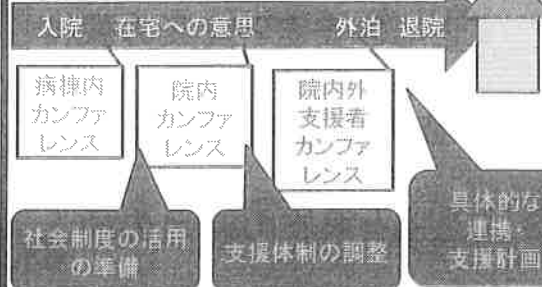 入院 在宅への意思 外泊 退院
病棟内
カンファ
レンス
院内
カンファ
レンス
院内外
支援者
カンファ
レンス
社会制度の活用
の準備
支援体制の調整
具体的な
連携・
支援計画